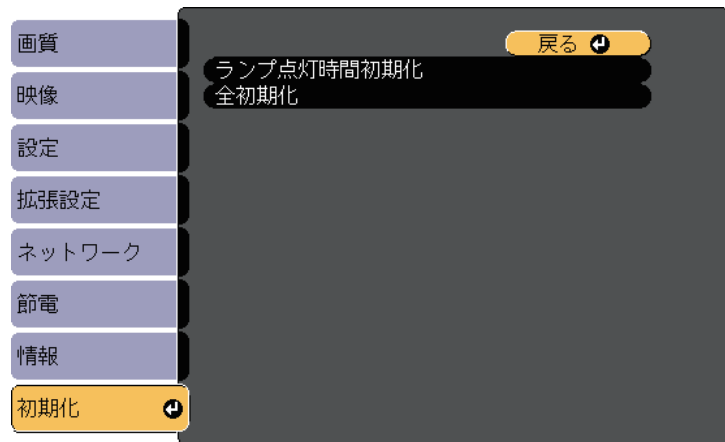 画質
映像
設定
拡張設定
ネットワーク
節電
情報
初期化
戻る
ランプ点灯時間初期化
全初期化